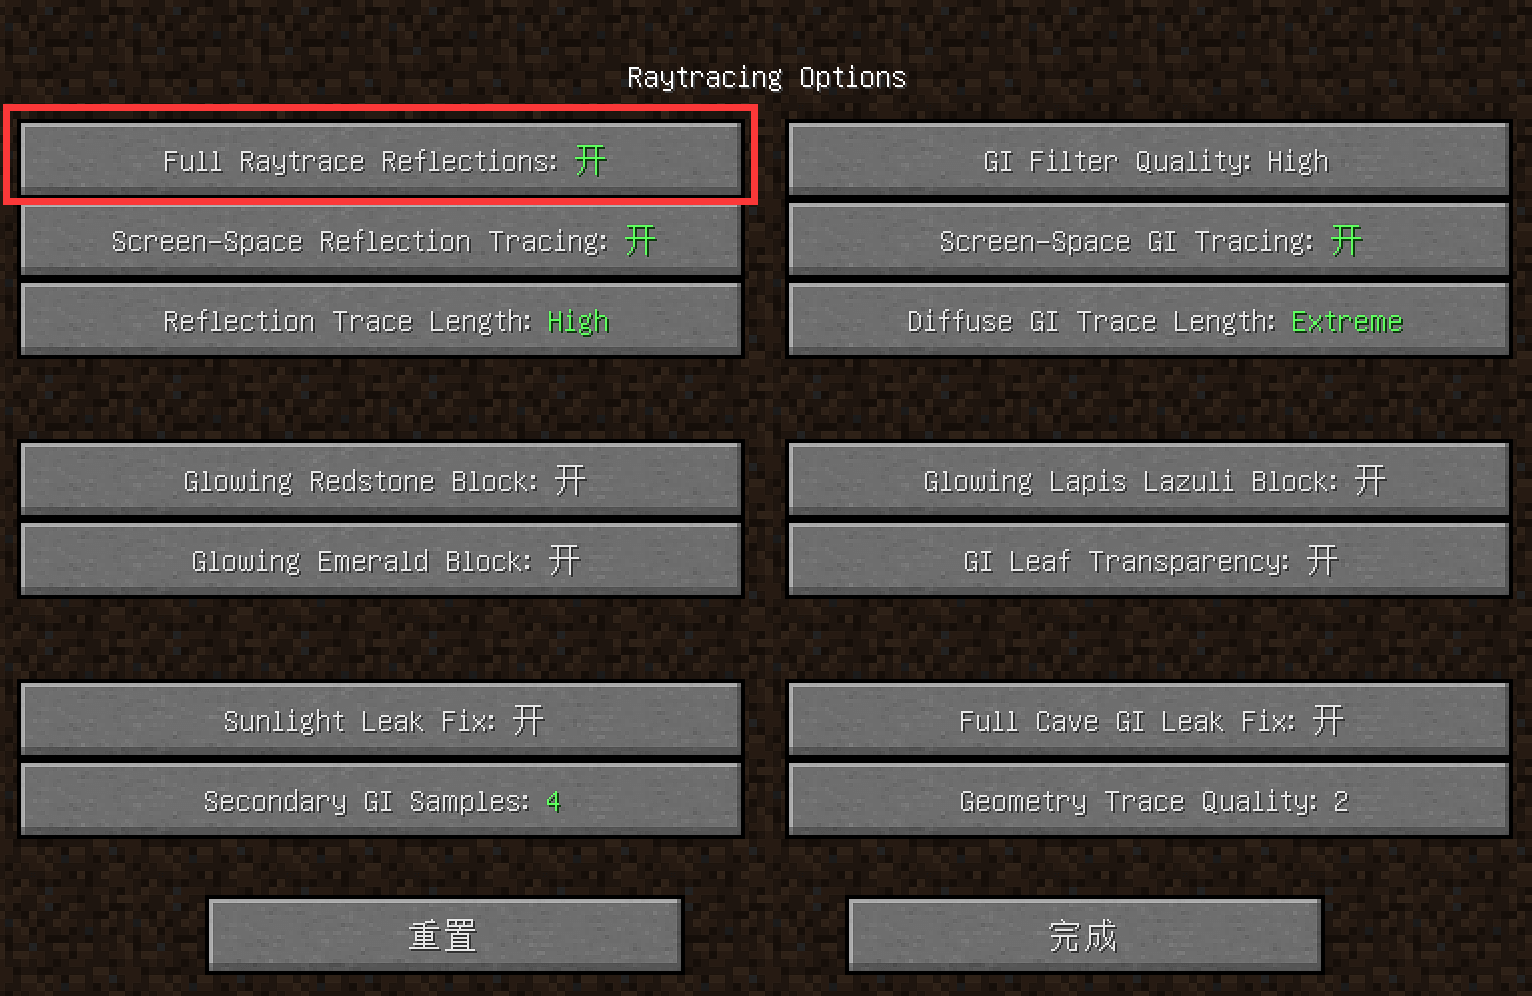 Raytracing Options
Full Raytrace Reflections: 开
GI Filter Quality: High
Screen-Space Reflection Tracing: 开
Screen-Space GI Tracing: 开
Reflection Trace Length: High
Diffuse GI Trace Length: Extreme
Glowing Redstone Block: 开
Glowing Lapis Lazuli Block: 开
Glowing Emerald Block: 开
GI Leaf Transparency: 开
Sunlight Leak Fix: 开
Full Cave GI Leak Fix: 开
Secondary GI Samples: 4
Geometry Trace Quality: 2
重置
完成